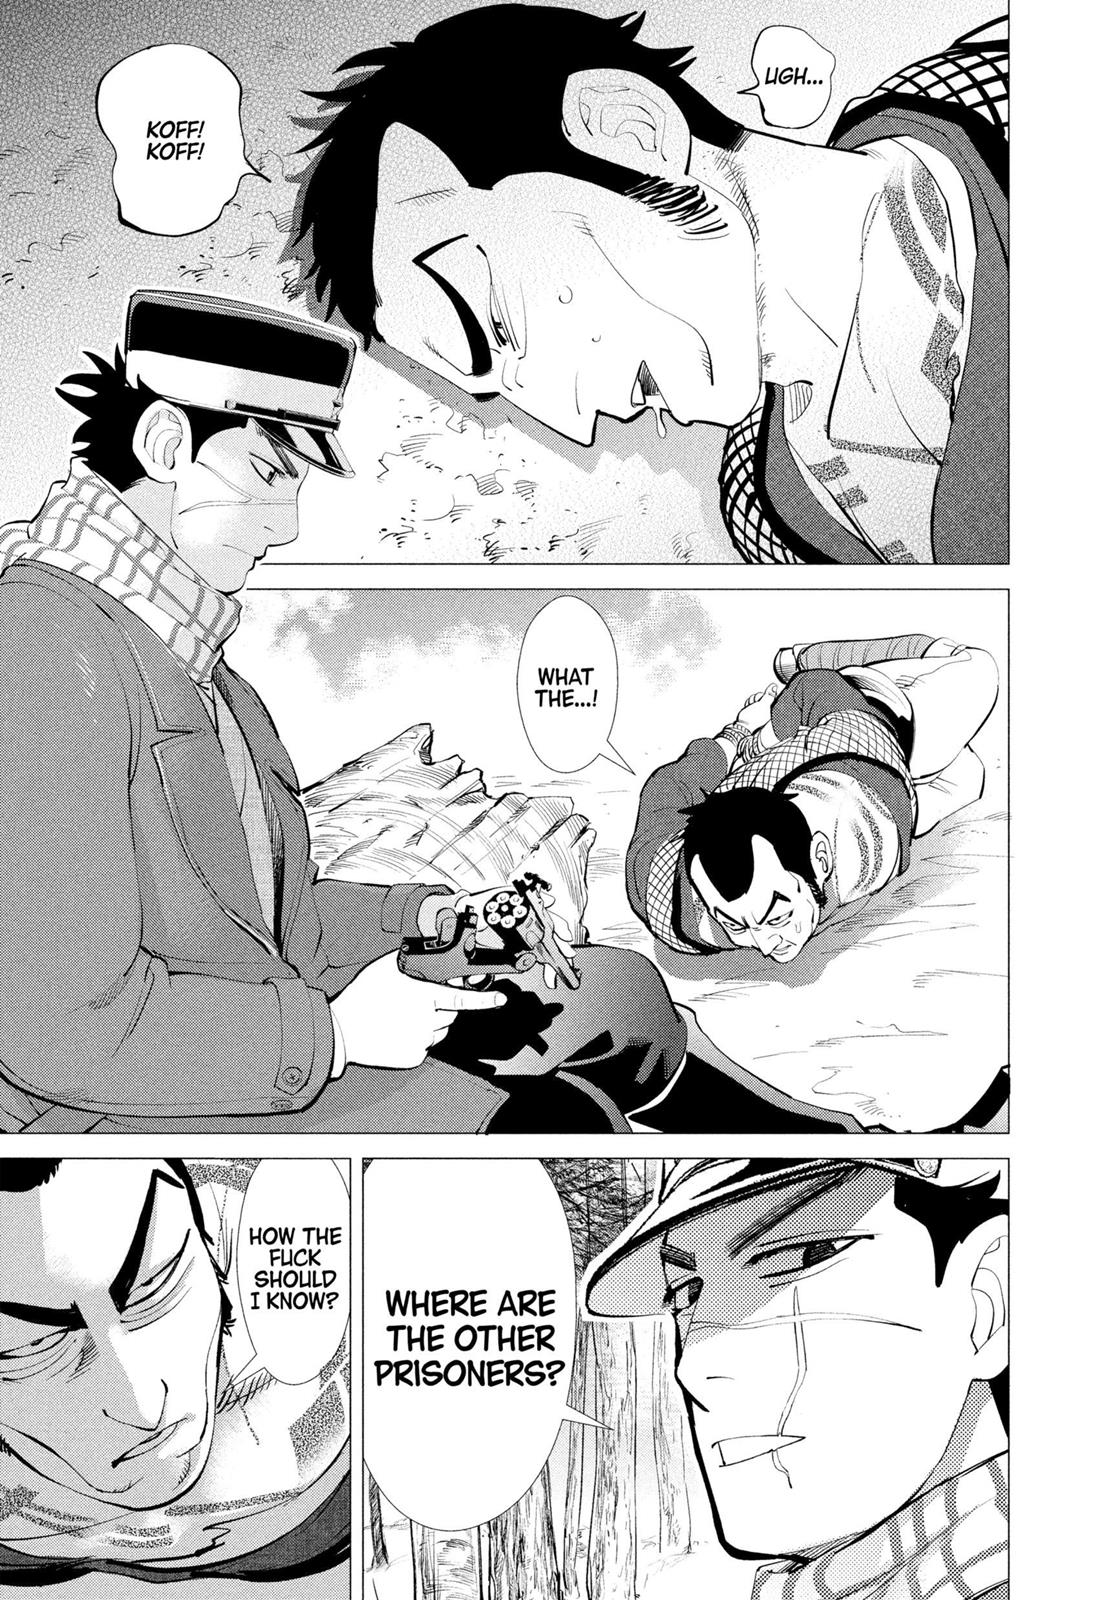 UGH...
KOFF!
KOFF!
WHAT
THE...!
WHERE ARE
THE OTHER
PRISONERS?
HOW THE
FUCK
SHOULD
I KNOW?